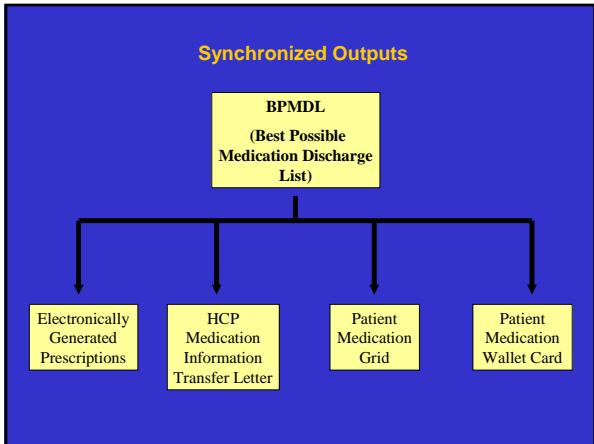 Synchronized Outputs
BPMDL
(Best Possible
Medication Discharge
List)
Electronically
Generated
Prescriptions
HCP
Medication
Information
Transfer Letter
Patient
Medication
Grid
Patient
Medication
Wallet Card